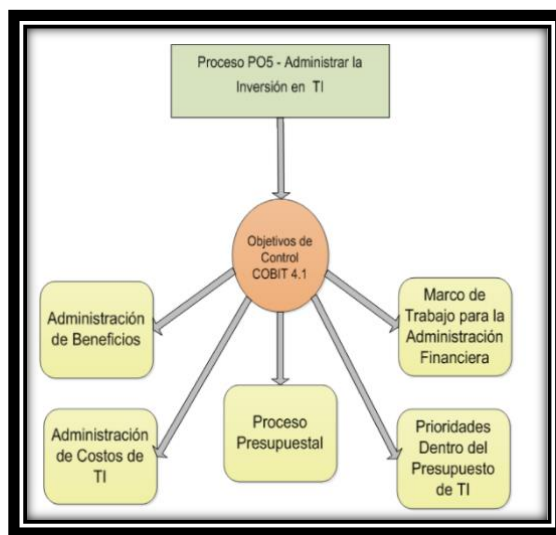 Proceso PO5 - Administrar la
Inversión en TI
Objetivos de
Control
COBIT 4.1
Administración
de Beneficios
Marco de
Trabajo para la
Administración
Financiera
Administración
de Costos de
TI
Proceso
Presupuestal
Prioridades
Dentro del
Presupuesto
de TI